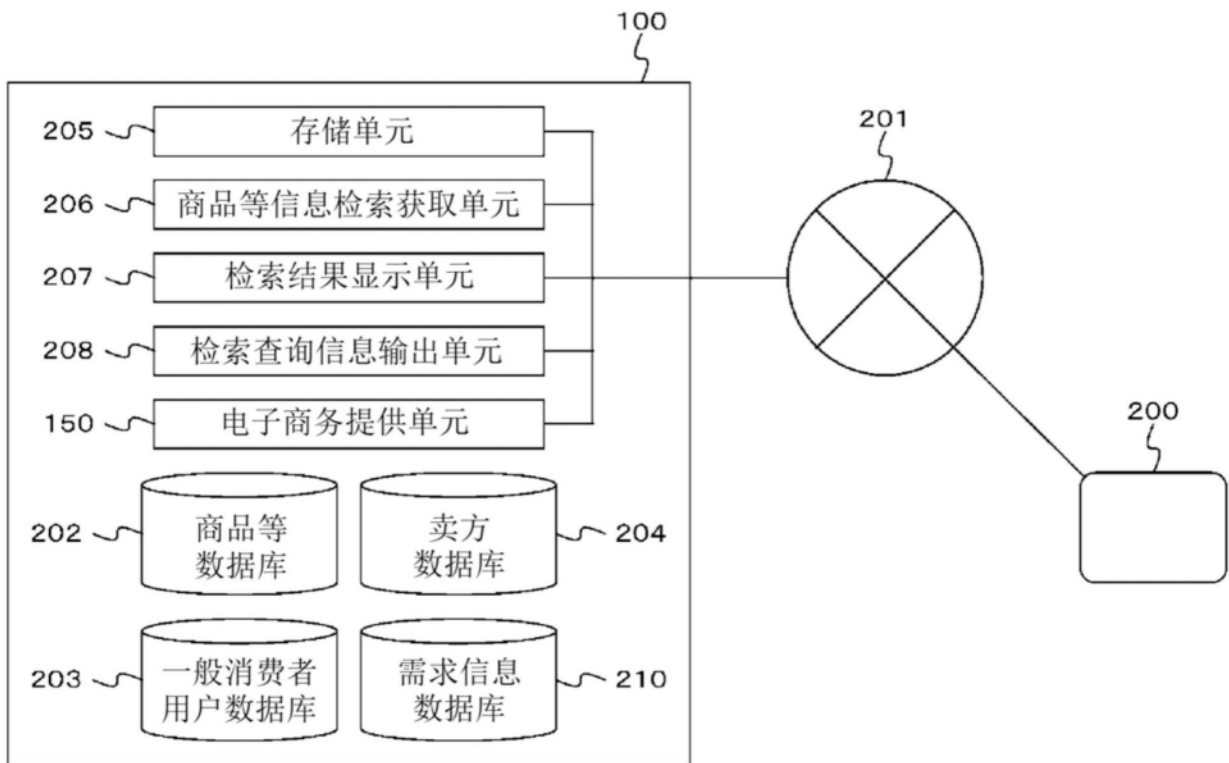 100
205 存储单元
201
206 商品等信息检索获取单元
207 检索结果显示单元
208 检索查询信息输出单元
200
150 电子商务提供单元
202 商品等
数据库
卖方
数据库 204
203 一般消费者
用户数据库
需求信息
数据库 210